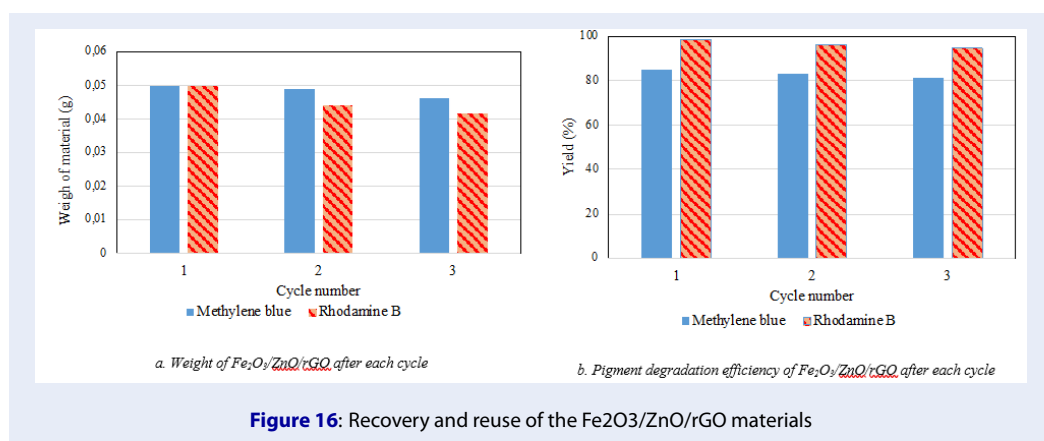 0,06
0,05
0,04
0,03
0,02
0,01
0
Weigh of material (g)
1 2 3
Cycle number
Methylene blue Rhodamine B
a. Weight of Fe₂O₃/ZnO/rGO after each cycle
100
80
60
40
20
0
Yield (%)
1 2 3
Cycle number
Methylene blue Rhodamine B
b. Pigment degradation efficiency of Fe₂O₃/ZnO/rGO after each cycle
Figure 16: Recovery and reuse of the Fe2O3/ZnO/rGO materials